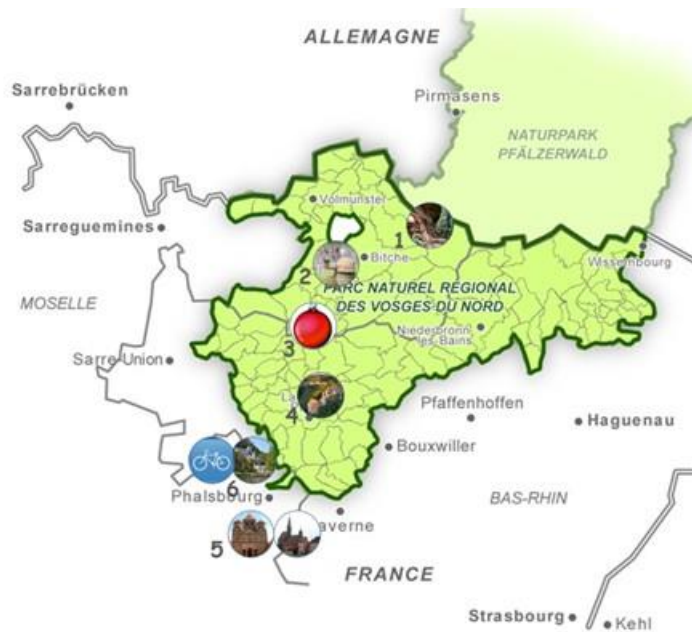 ALLEMAGNE
Sarrebrücken
Pirmasens
NATURPARK
PFÄLZERWALD
Volmunster
Sarreguemines
1
Bitche
Wissembourg
2
PARC NATUREL REGIONAL
DES VOSGES DU NORD
MOSELLE
Niederbronn
les-Bains
3
Sarre-Union
4
Pfaffenhoffen
Haguenau
Bouxwiller
6
Phalsbourg
BAS-RHIN
5
averne
FRANCE
Strasbourg
Kehl